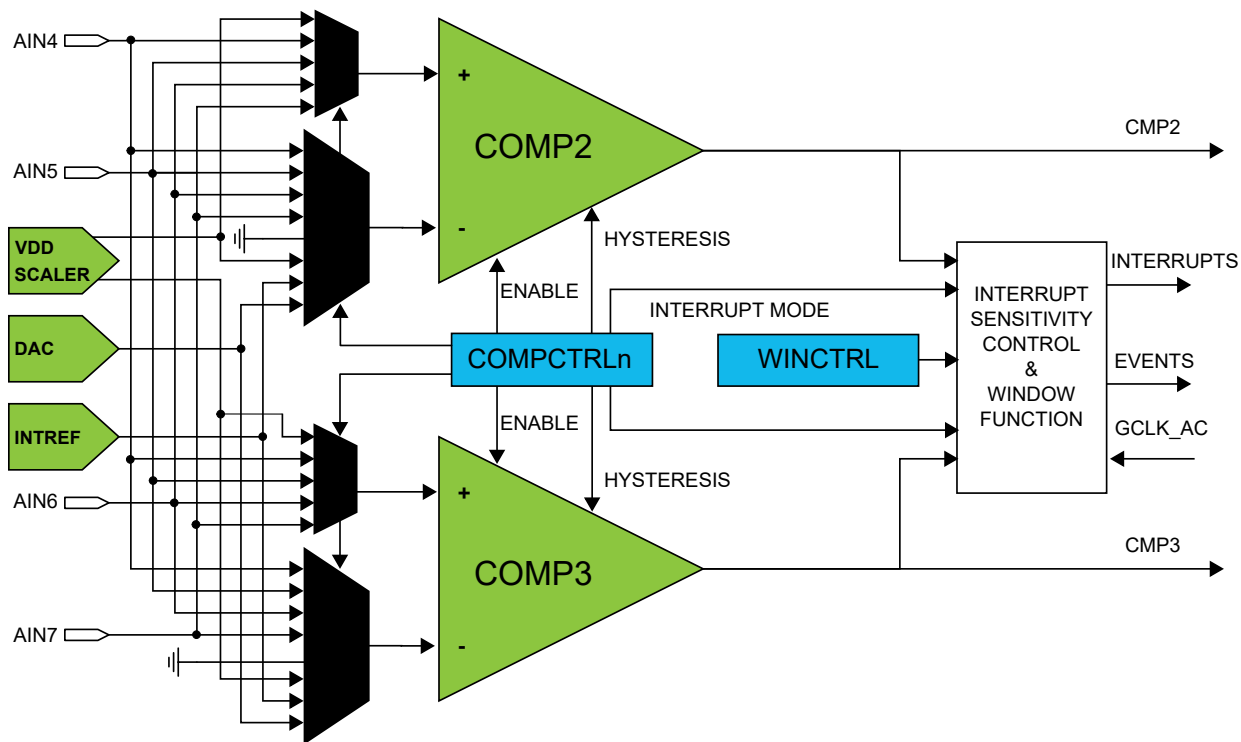 AIN4
AIN5
VDD
SCALER
DAC
INTREF
AIN6
AIN7
+
COMP2
-
HYSTERESIS
ENABLE
INTERRUPT MODE
COMPCTRLn
WINCTRL
ENABLE
HYSTERESIS
+
COMP3
-
CMP2
INTERRUPT
SENSITIVITY
CONTROL
&
WINDOW
FUNCTION
INTERRUPTS
EVENTS
GCLK_AC
CMP3